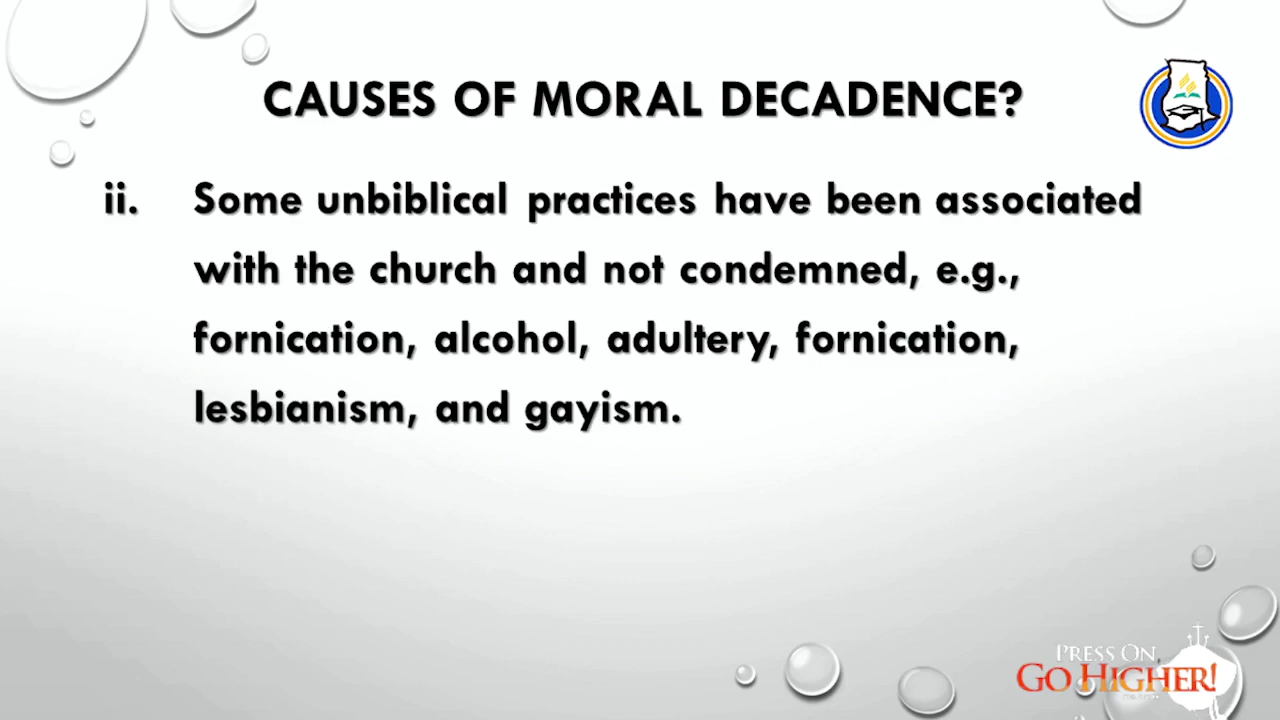 CAUSES OF MORAL DECADENCE?
ii. Some unbiblical practices have been associated
with the church and not condemned, e.g.,
fornication, alcohol, adultery, fornication,
lesbianism, and gayism.
PRESS ON,
GO HIGHER!